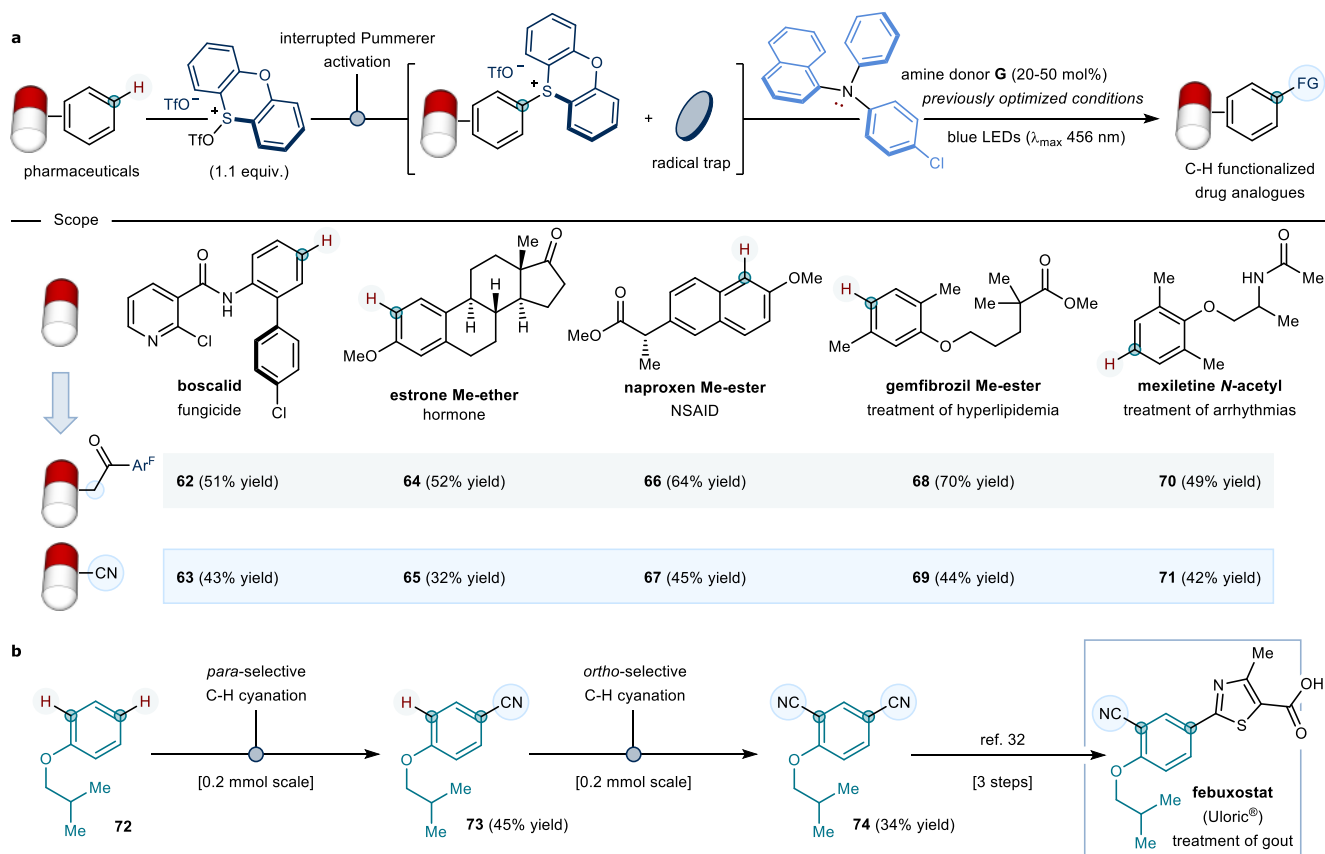 a
H
pharmaceuticals
TfO⁻
+
S
O
TfO
(1.1 equiv.)
interrupted Pummerer
activation
TfO⁻
+
S
O
+
radical trap
N
Cl
amine donor G (20-50 mol%)
previously optimized conditions
blue LEDs (λmax 456 nm)
FG
C-H functionalized
drug analogues
Scope
H
O
N
H
N
Cl
Cl
boscalid
fungicide
H
MeO
Me
O
H
H
H
estrone Me-ether
hormone
H
O
MeO
Me
OMe
naproxen Me-ester
NSAID
H
Me
Me
O
Me
Me
O
OMe
gemfibrozil Me-ester
treatment of hyperlipidemia
O
HN
Me
Me
O
Me
Me
H
mexiletine N-acetyl
treatment of arrhythmias
O
ArF
62 (51% yield)
64 (52% yield)
66 (64% yield)
68 (70% yield)
70 (49% yield)
CN
63 (43% yield)
65 (32% yield)
67 (45% yield)
69 (44% yield)
71 (42% yield)
b
H
H
O
Me
Me
72
para-selective
C-H cyanation
[0.2 mmol scale]
H
CN
O
Me
Me
73 (45% yield)
ortho-selective
C-H cyanation
[0.2 mmol scale]
NC
CN
O
Me
Me
74 (34% yield)
ref. 32
[3 steps]
Me
N
S
OH
O
NC
O
Me
Me
febuxostat
(Uloric®)
treatment of gout